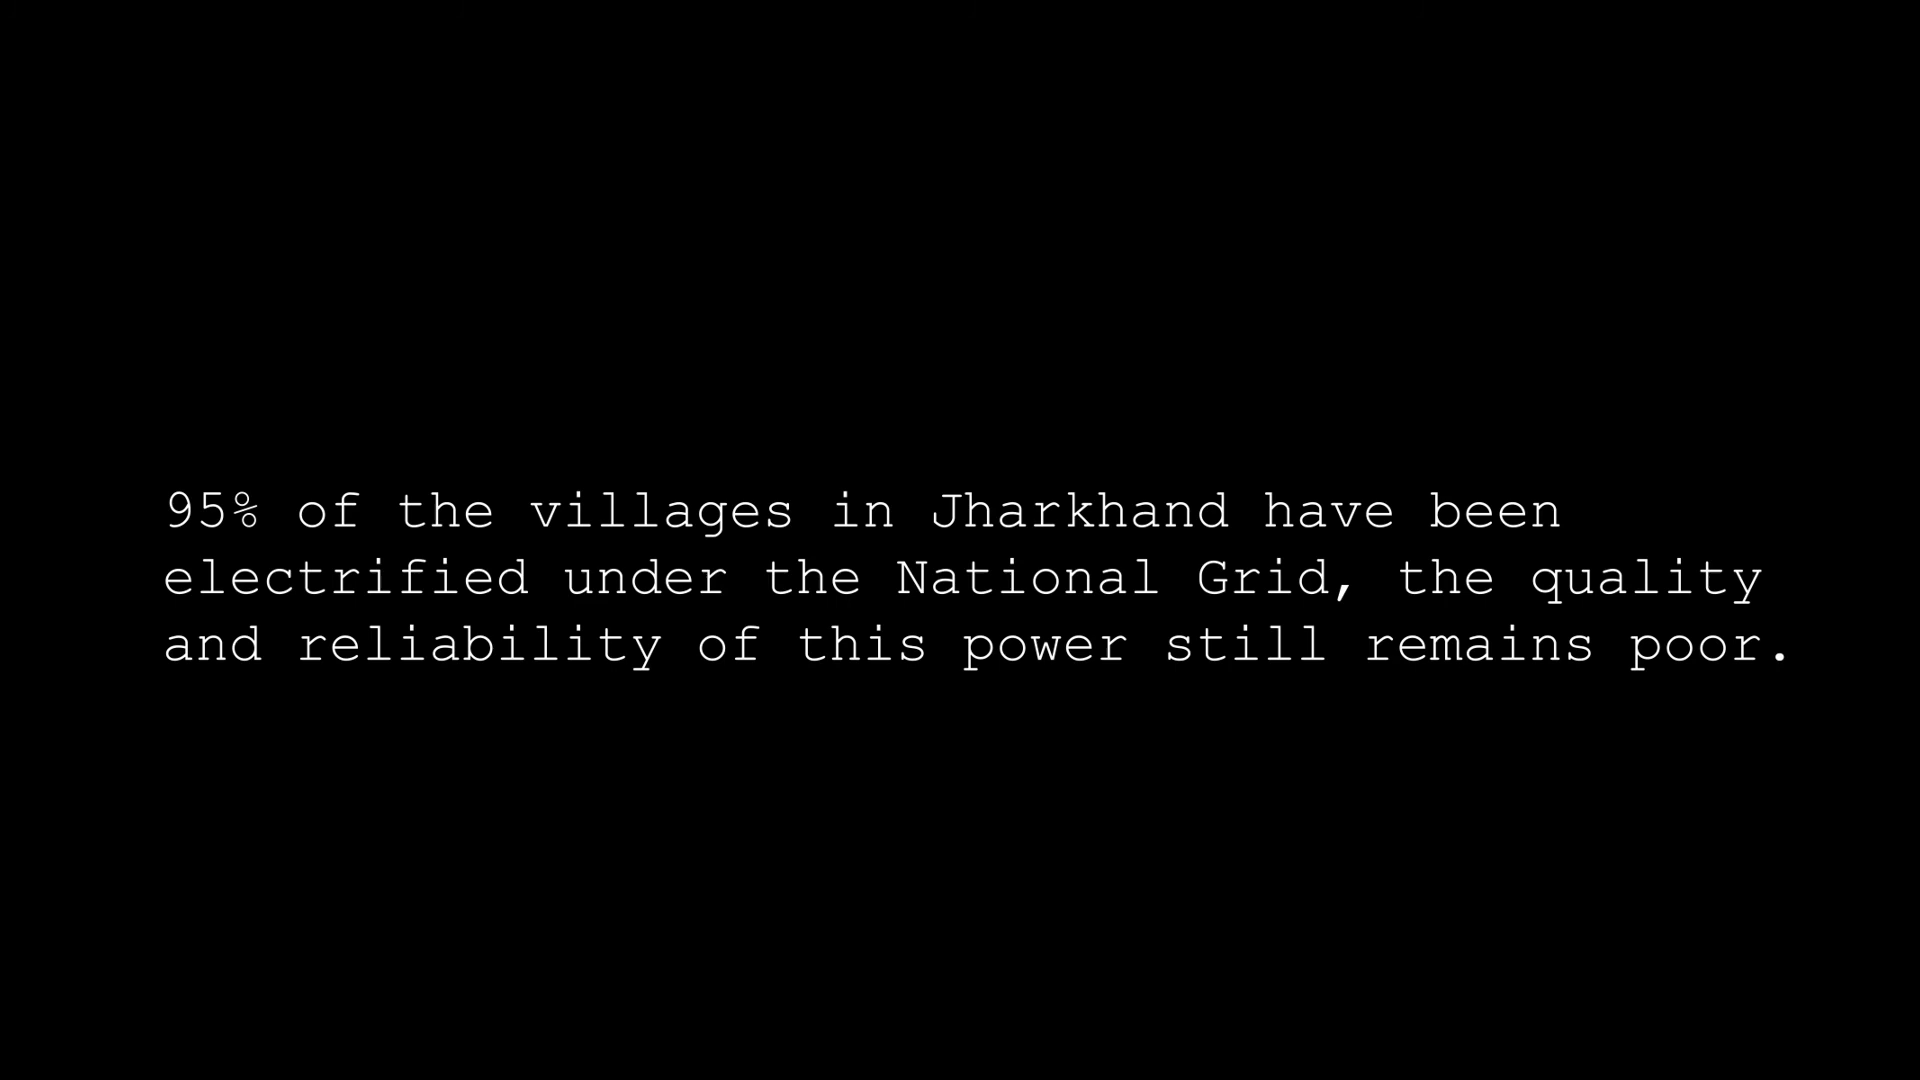 95% of the villages in Jharkhand have been
electrified under the National Grid, the quality
and reliability of this power still remains poor.